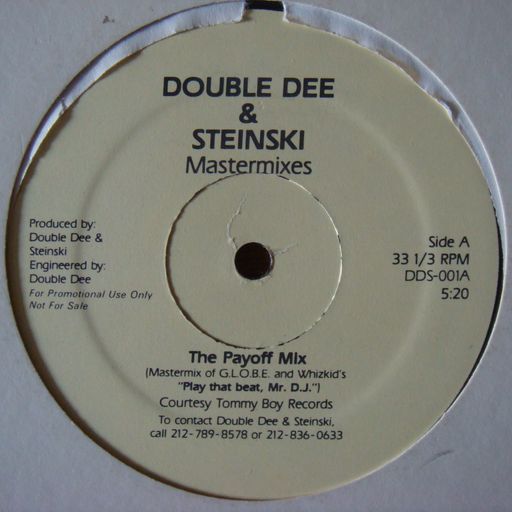 DOUBLE DEE
&
STEINSKI
Mastermixes
Produced by:
Double Dee &
Steinski
Engineered by:
Double Dee
For Promotional Use Only
Not For Sale
Side A
33 1/3 RPM
DDS-001A
5:20
The Payoff Mix
(Mastermix of G.L.O.B.E. and Whizkid's
"Play that beat, Mr. D.J.")
Courtesy Tommy Boy Records
To contact Double Dee & Steinski,
call 212-789-8578 or 212-836-0633